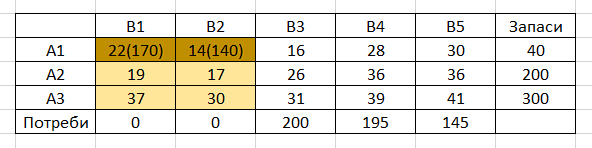 B1 B2 B3 B4 B5 Запаси
A1 22(170) 14(140) 16 28 30 40
A2 19 17 26 36 36 200
A3 37 30 31 39 41 300
Потреби 0 0 200 195 145